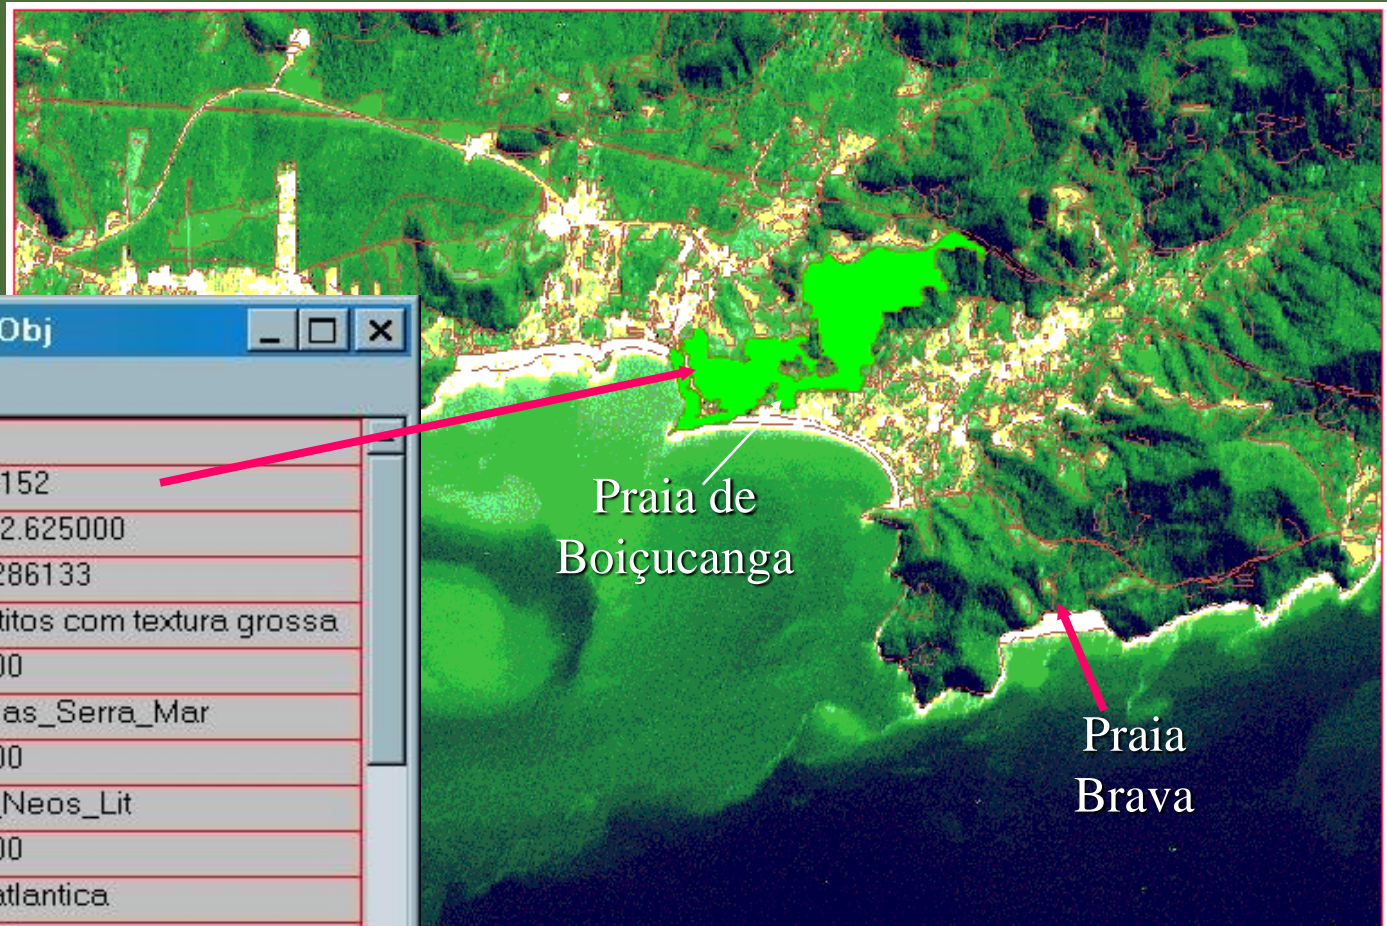 Obj
152
2.625000
286133
titos com textura grossa
00
as_Serra_Mar
00
_Neos_Lit
00
atlantica
Praia de
Boiçucanga
Praia
Brava